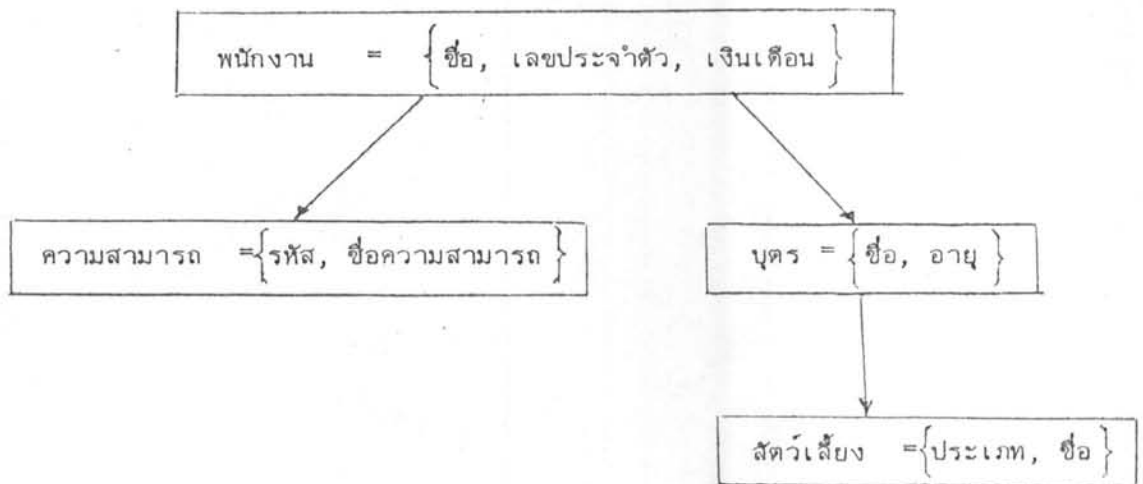 พนักงาน = {ชื่อ, เลขประจำตัว, เงินเดือน}
ความสามารถ ={รหัส, ชื่อความสามารถ}
บุตร = {ชื่อ, อายุ}
สัตว์เลี้ยง ={ประเภท, ชื่อ}